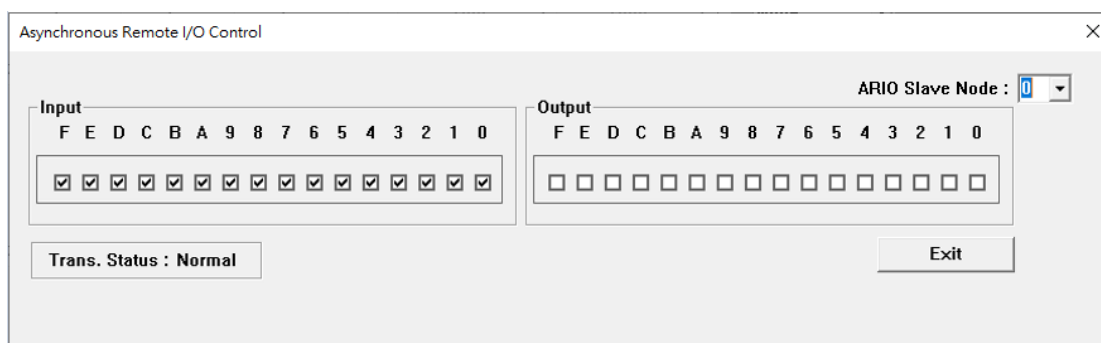 Asynchronous Remote I/O Control
ARIO Slave Node : 0
Input
F E D C B A 9 8 7 6 5 4 3 2 1 0
Output
F E D C B A 9 8 7 6 5 4 3 2 1 0
Trans. Status : Normal
Exit